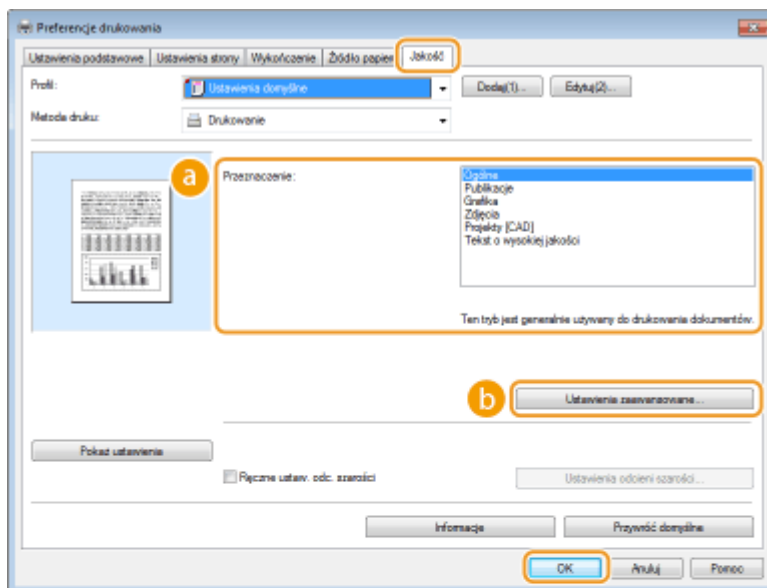 Preferencje drukowania
Ustawienia podstawowe Ustawienia strony Wykończenie Źródło papieru Jakość
Profil: Ustawienia domyślne Dodaj(1)... Edytuj(2)...
Metoda druku: Drukowanie
a
Przeznaczenie: Ogólne
Publikacje
Grafika
Zdjęcia
Projekty [CAD]
Tekst o wysokiej jakości
Ten tryb jest generalnie używany do drukowania dokumentów.
b Ustawienia zaawansowane...
Pokaż ustawienia
Ręczne ustaw. odc. szarości Ustawienia odcieni szarości...
Informacje Przywróć domyślne
OK Anuluj Pomoc